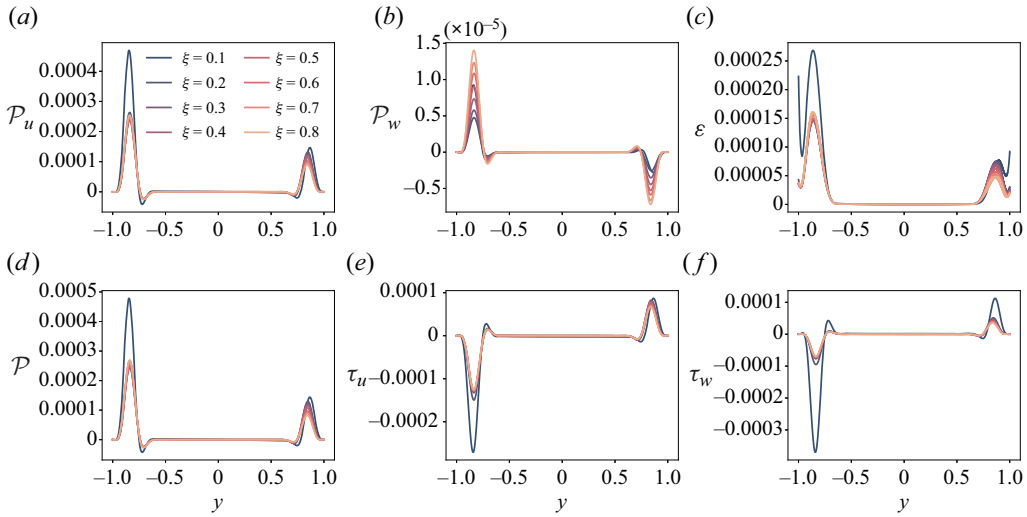 (a)
0.0004
0.0003
0.0002
0.0001
0
𝒫u
ξ = 0.1
ξ = 0.2
ξ = 0.3
ξ = 0.4
ξ = 0.5
ξ = 0.6
ξ = 0.7
ξ = 0.8
−1.0 −0.5 0 0.5 1.0
(b)
(×10−5)
1.5
1.0
0.5
0
−0.5
𝒫w
−1.0 −0.5 0 0.5 1.0
(c)
0.00025
0.00020
0.00015
0.00010
0.00005
0
ε
−1.0 −0.5 0 0.5 1.0
y
(d)
0.0005
0.0004
0.0003
0.0002
0.0001
0
𝒫
−1.0 −0.5 0 0.5 1.0
y
(e)
0.0001
0
−0.0001
−0.0002
τu
−1.0 −0.5 0 0.5 1.0
y
(f)
0.0001
0
−0.0001
−0.0002
−0.0003
τw
−1.0 −0.5 0 0.5 1.0
y